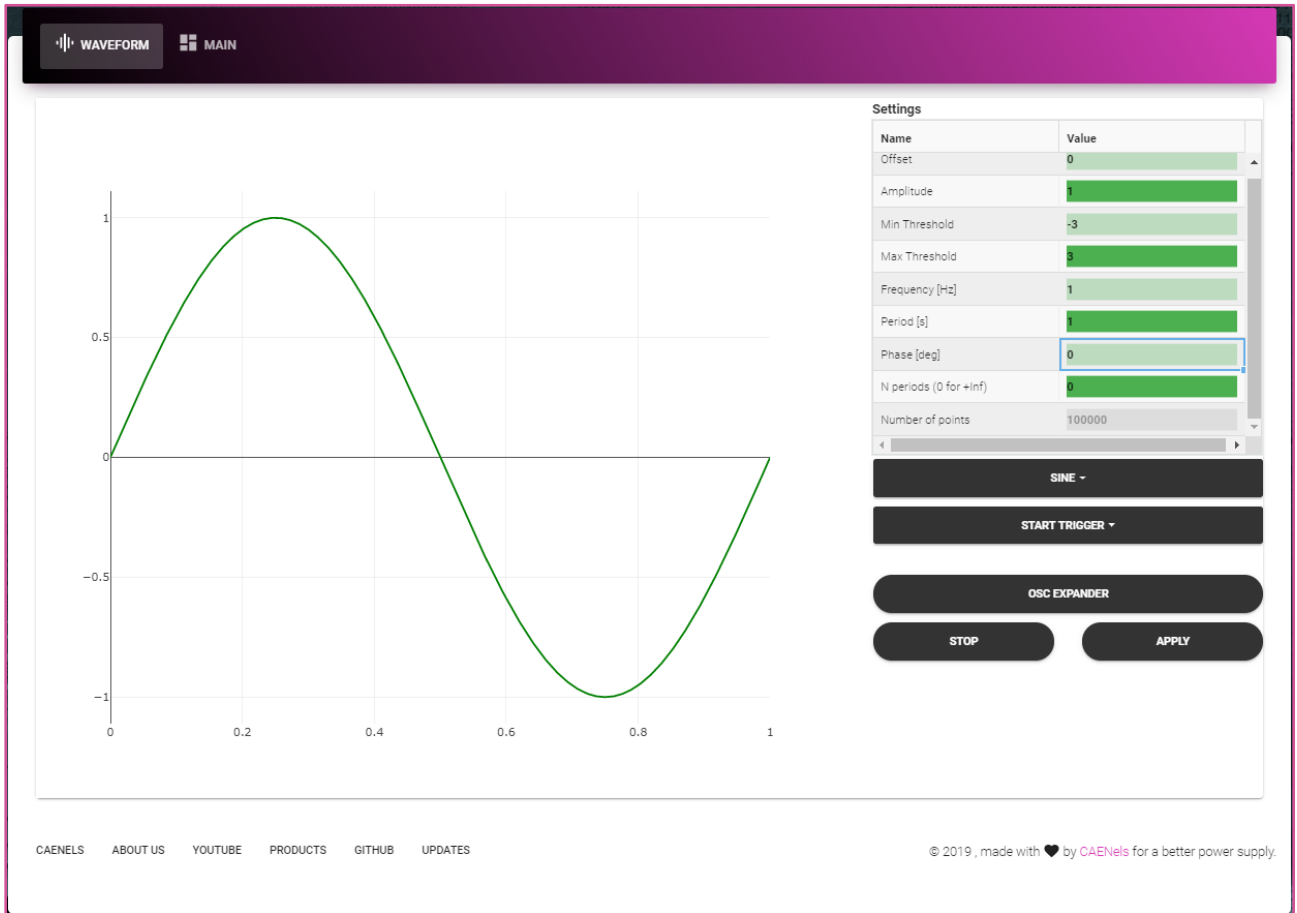 WAVEFORM MAIN
Settings
Name Value
Offset 0
Amplitude 1
Min Threshold -3
Max Threshold 3
Frequency [Hz] 1
Period [s] 1
Phase [deg] 0
N periods (0 for +Inf) 0
Number of points 100000
SINE
START TRIGGER
OSC EXPANDER
STOP APPLY
1
0.5
0
−0.5
−1
0 0.2 0.4 0.6 0.8 1
CAENELS ABOUT US YOUTUBE PRODUCTS GITHUB UPDATES
© 2019 , made with ♥ by CAENels for a better power supply.